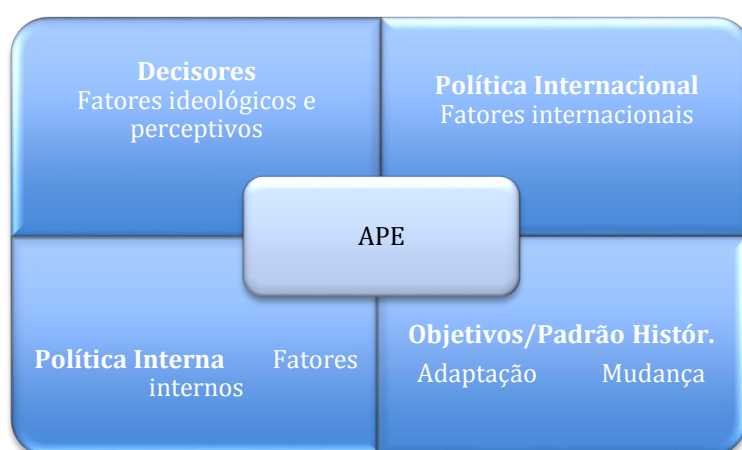 Decisores
Fatores ideológicos e
perceptivos
Política Internacional
Fatores internacionais
APE
Política Interna Fatores
internos
Objetivos/Padrão Histór.
Adaptação Mudança